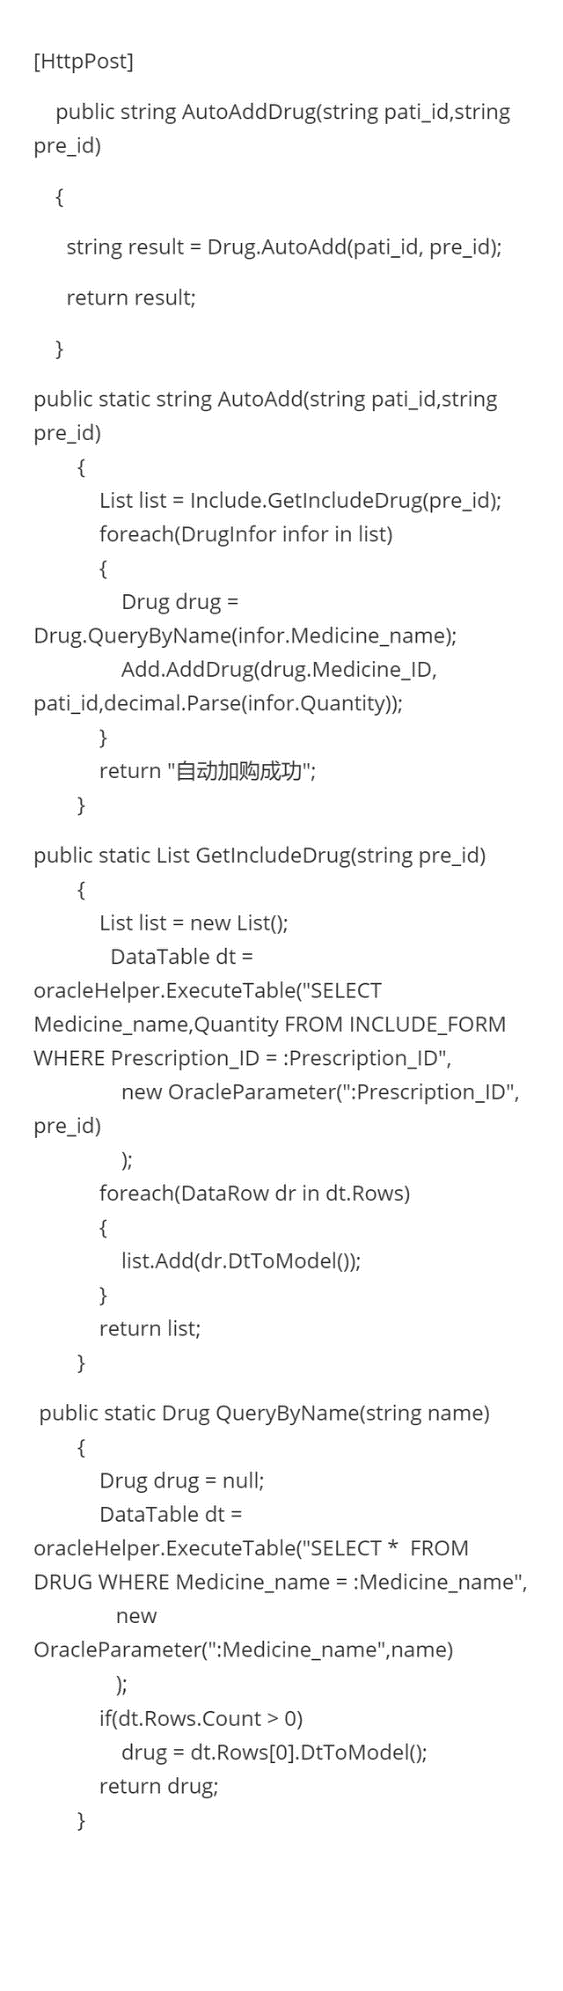 [HttpPost]
public string AutoAddDrug(string pati_id,string
pre_id)
{
string result = Drug.AutoAdd(pati_id, pre_id);
return result;
}
public static string AutoAdd(string pati_id,string
pre_id)
{
List list = Include.GetIncludeDrug(pre_id);
foreach(DrugInfor infor in list)
{
Drug drug =
Drug.QueryByName(infor.Medicine_name);
Add.AddDrug(drug.Medicine_ID,
pati_id,decimal.Parse(infor.Quantity));
}
return "自动加购成功";
}
public static List GetIncludeDrug(string pre_id)
{
List list = new List();
DataTable dt =
oracleHelper.ExecuteTable("SELECT
Medicine_name,Quantity FROM INCLUDE_FORM
WHERE Prescription_ID = :Prescription_ID",
new OracleParameter(":Prescription_ID",
pre_id)
);
foreach(DataRow dr in dt.Rows)
{
list.Add(dr.DtToModel());
}
return list;
}
public static Drug QueryByName(string name)
{
Drug drug = null;
DataTable dt =
oracleHelper.ExecuteTable("SELECT *  FROM
DRUG WHERE Medicine_name = :Medicine_name",
new
OracleParameter(":Medicine_name",name)
);
if(dt.Rows.Count > 0)
drug = dt.Rows[0].DtToModel();
return drug;
}